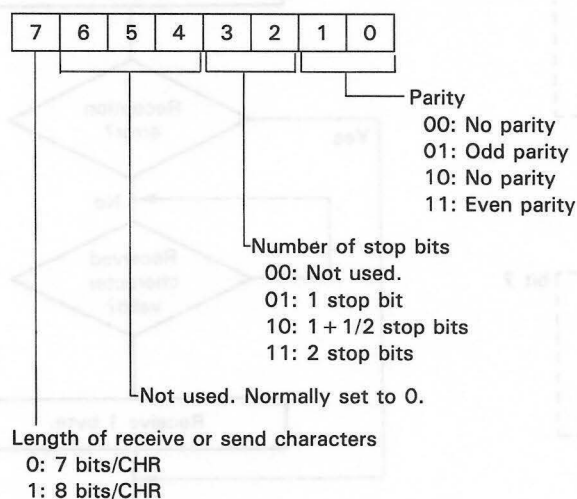 7 6 5 4 3 2 1 0
Parity
00: No parity
01: Odd parity
10: No parity
11: Even parity
Number of stop bits
00: Not used.
01: 1 stop bit
10: 1 + 1/2 stop bits
11: 2 stop bits
Not used. Normally set to 0.
Length of receive or send characters
0: 7 bits/CHR
1: 8 bits/CHR